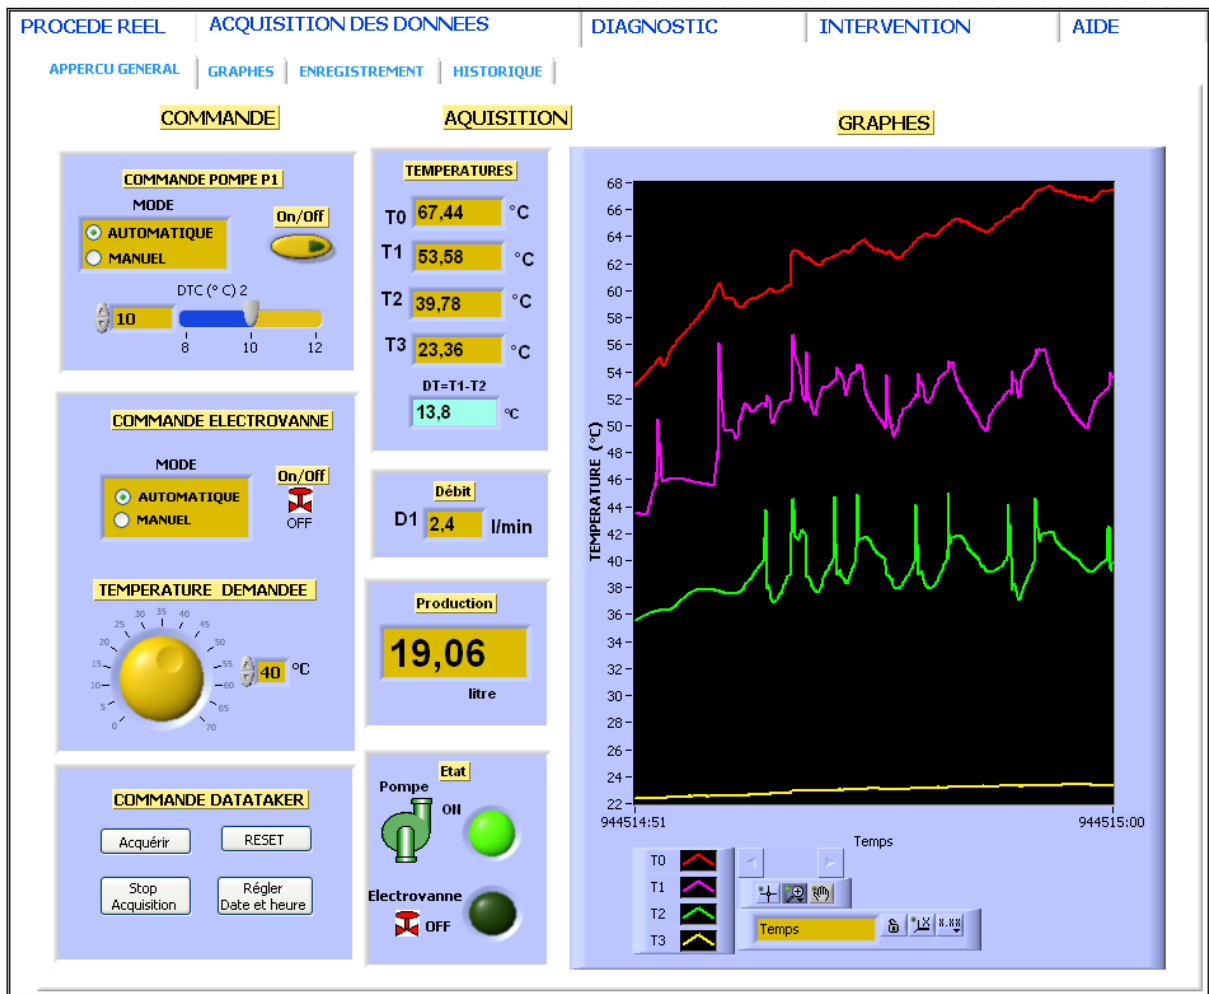 PROCEDE REEL ACQUISITION DES DONNEES DIAGNOSTIC INTERVENTION AIDE
APPERCU GENERAL GRAPHES ENREGISTREMENT HISTORIQUE
COMMANDE
COMMANDE POMPE P1
MODE
On/Off
AUTOMATIQUE
MANUEL
DTC (° C) 2
10
8 10 12
COMMANDE ELECTROVANNE
MODE
On/Off
AUTOMATIQUE
MANUEL
OFF
TEMPERATURE DEMANDEE
0 5 10 15 20 25 30 35 40 45 50 55 60 65 70
40 °C
COMMANDE DATATAKER
Acquérir
RESET
Stop
Acquisition
Régler
Date et heure
AQUISITION
TEMPERATURES
T0 67,44 °C
T1 53,58 °C
T2 39,78 °C
T3 23,36 °C
DT=T1-T2
13,8 °C
Débit
D1 2,4 l/min
Production
19,06
litre
Etat
Pompe
ON
Electrovanne
OFF
GRAPHES
TEMPERATURE (°C)
68
66
64
62
60
58
56
54
52
50
48
46
44
42
40
38
36
34
32
30
28
26
24
22
944514:51 944515:00
Temps
T0
T1
T2
T3
Temps
X
8.88